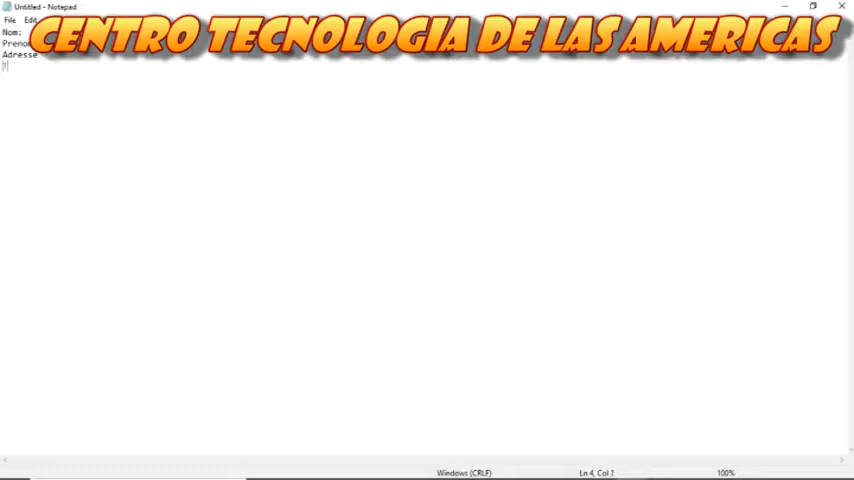 Untitled - Notepad
File Edit
CENTRO TECNOLOGIA DE LAS AMERICAS
Nom:
Adresse
Windows (CRLF)
100%